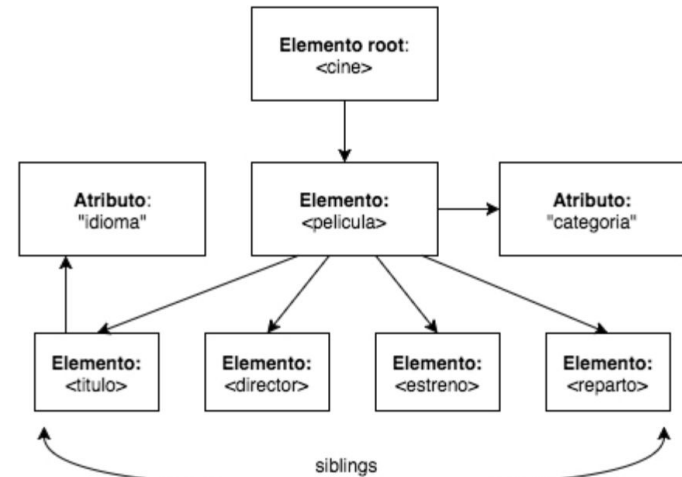 Elemento root:
<cine>
Atributo:
"idioma"
Elemento:
<pelicula>
Atributo:
"categoria"
Elemento:
<titulo>
Elemento:
<director>
Elemento:
<estreno>
Elemento:
<reparto>
siblings